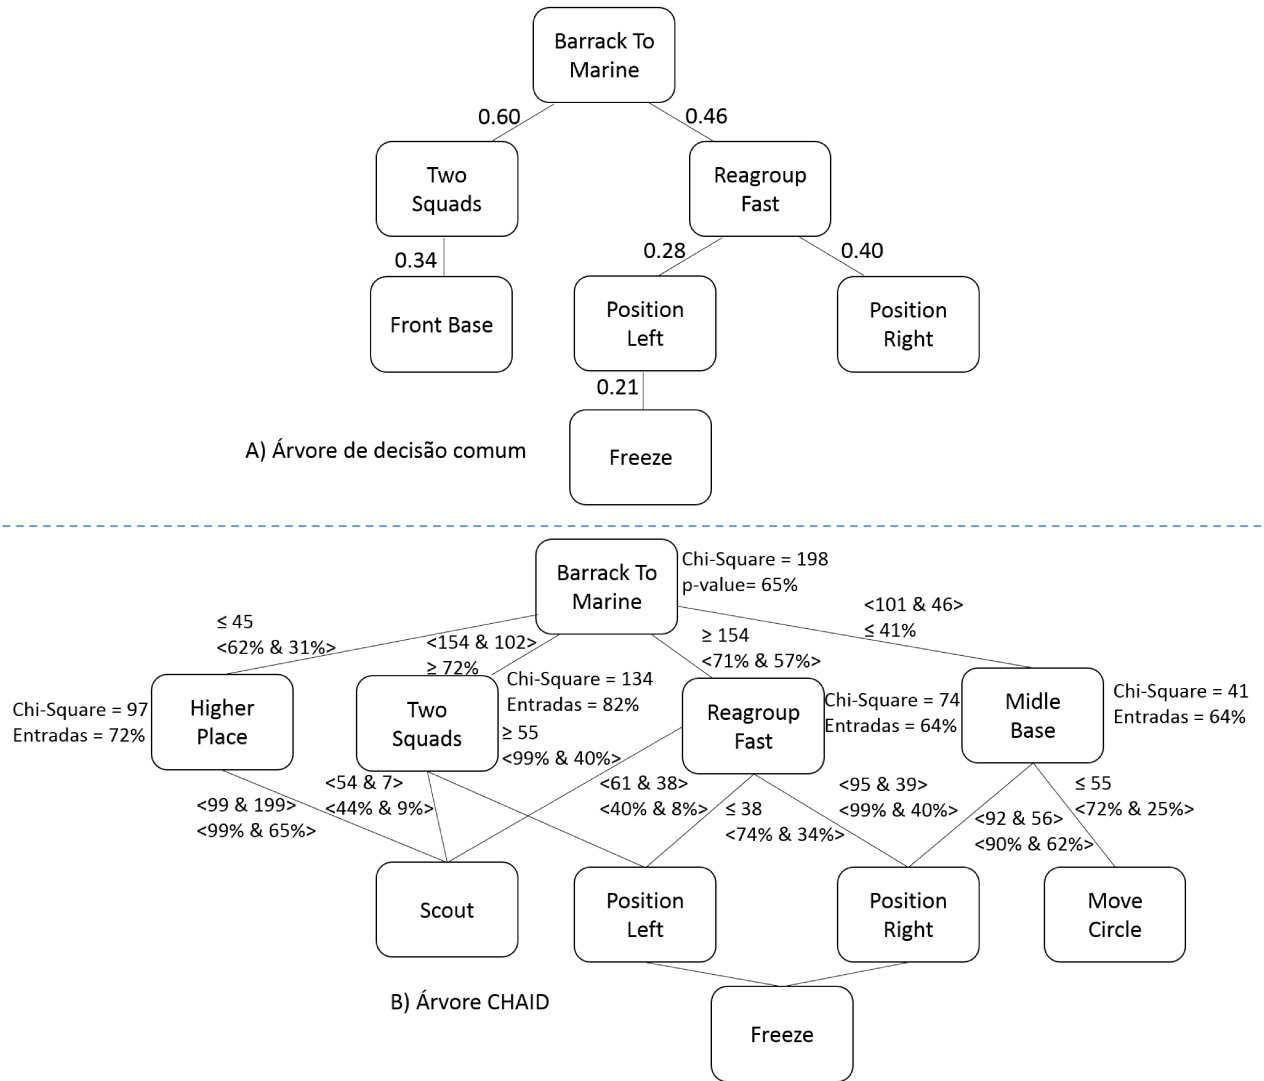 Barrack To
Marine
0.60
0.46
Two
Squads
Reagroup
Fast
0.34
0.28
0.40
Front Base
Position
Left
Position
Right
0.21
A) Árvore de decisão comum
Freeze
Barrack To
Marine
Chi-Square = 198
p-value= 65%
≤ 45
<62% & 31%>
<154 & 102>
≥ 72%
≥ 154
<71% & 57%>
<101 & 46>
≤ 41%
Chi-Square = 97
Entradas = 72%
Higher
Place
Two
Squads
Chi-Square = 134
Entradas = 82%
≥ 55
<99% & 40%>
Reagroup
Fast
Chi-Square = 74
Entradas = 64%
Midle
Base
Chi-Square = 41
Entradas = 64%
<99 & 199>
<99% & 65%>
<54 & 7>
<44% & 9%>
<61 & 38>
<40% & 8%>
≤ 38
<74% & 34%>
<95 & 39>
<99% & 40%>
<92 & 56>
<90% & 62%>
≤ 55
<72% & 25%>
Scout
Position
Left
Position
Right
Move
Circle
B) Árvore CHAID
Freeze